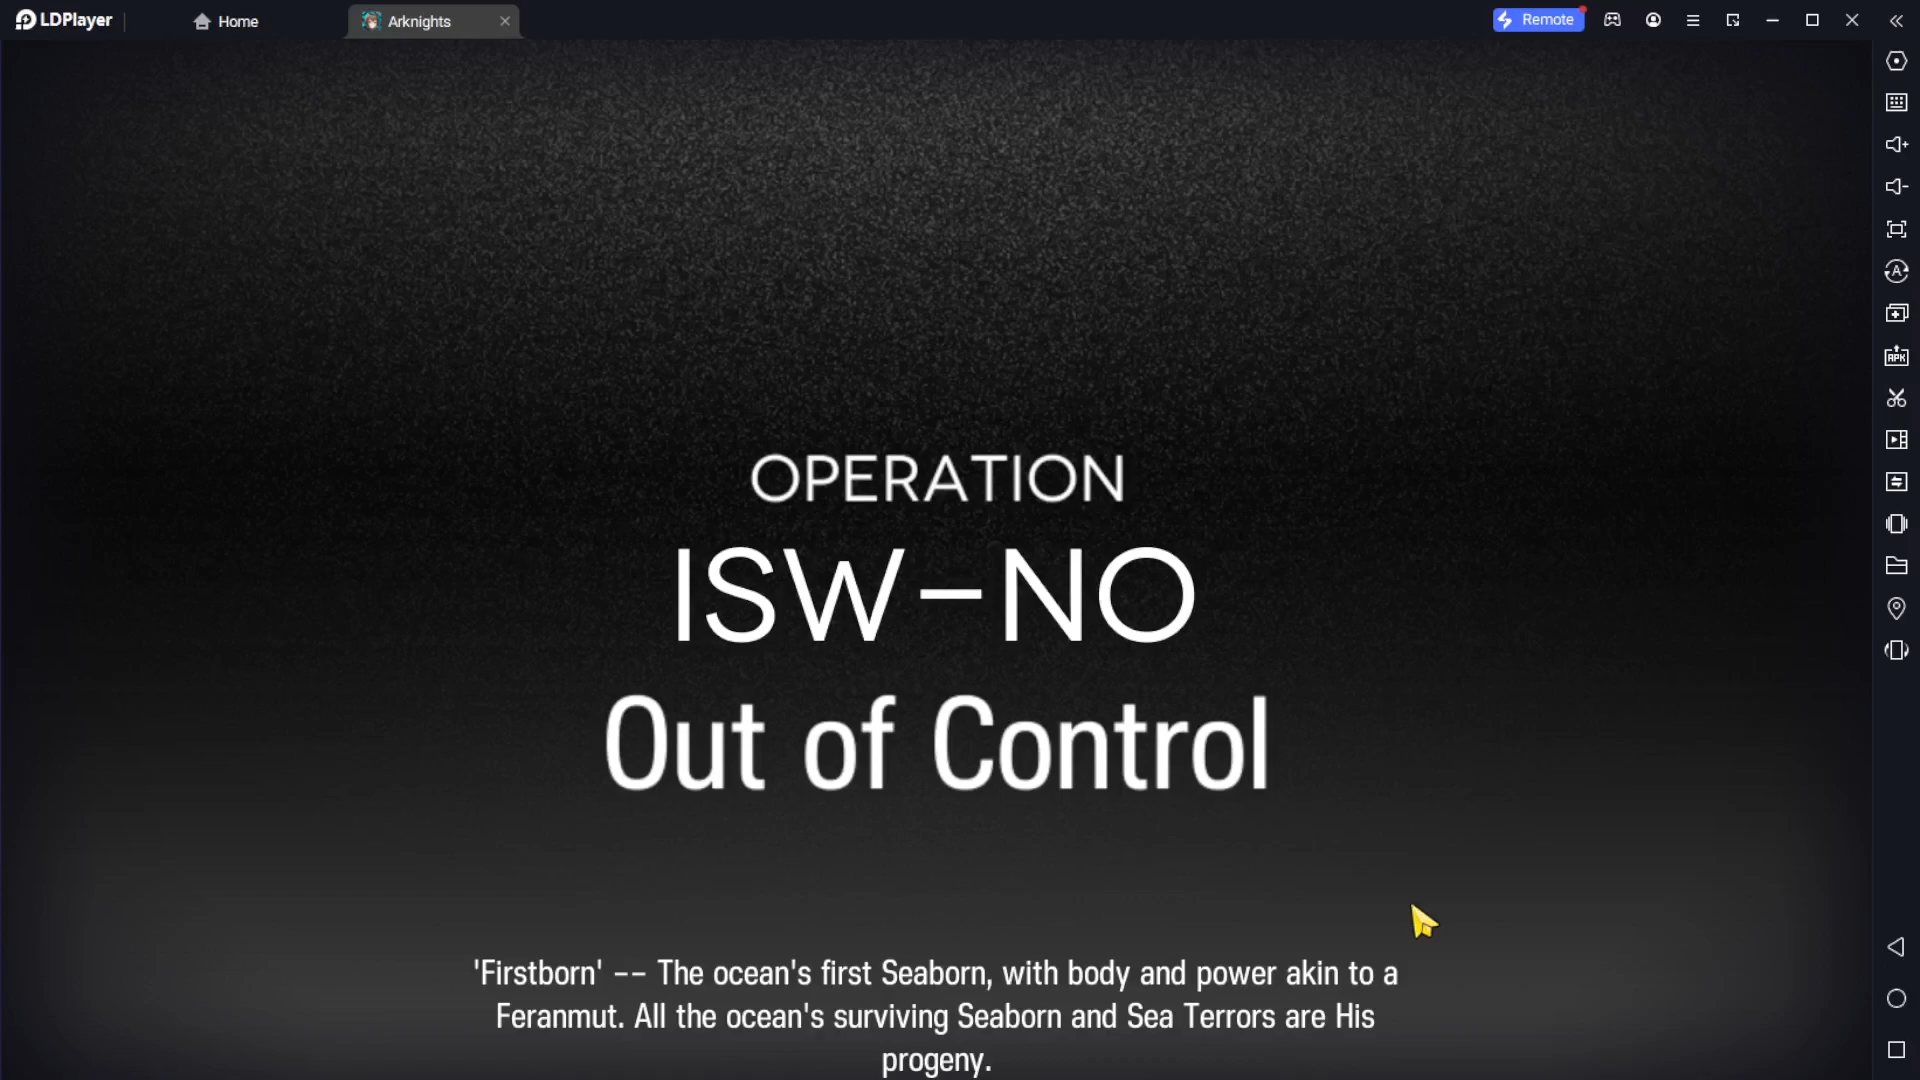 LDPlayer
Home
Arknights
Remote
A
APK
OPERATION
ISW-NO
Out of Control
'Firstborn' -- The ocean's first Seaborn, with body and power akin to a
Feranmut. All the ocean's surviving Seaborn and Sea Terrors are His
progeny.